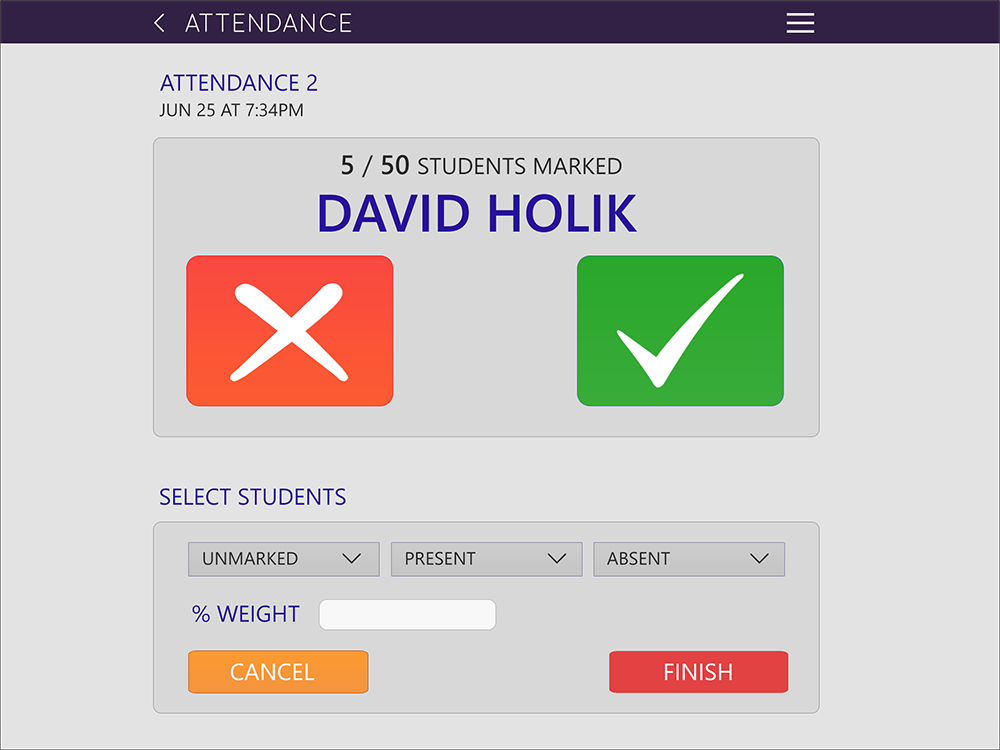 ATTENDANCE
ATTENDANCE 2
JUN 25 AT 7:34PM
5 / 50 STUDENTS MARKED
DAVID HOLIK
SELECT STUDENTS
UNMARKED PRESENT ABSENT
% WEIGHT
CANCEL FINISH